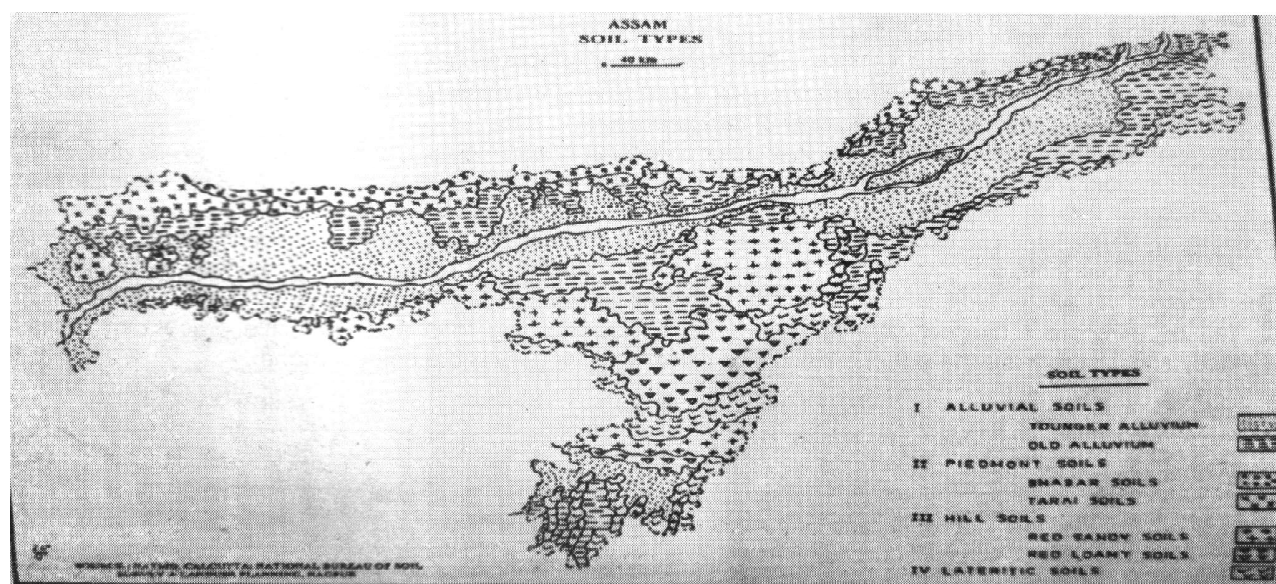 ASSAM
SOIL TYPES
40 km
SOIL TYPES
I ALLUVIAL SOILS
YOUNGER ALLUVIUM
OLD ALLUVIUM
II PIEDMONT SOILS
BHABAR SOILS
TARAI SOILS
III HILL SOILS
RED SANDY SOILS
RED LOAMY SOILS
IV LATERITIC SOILS
CALCUTTA; NATIONAL BUREAU OF SOIL
SURVEY & PLANNING, NAGPUR